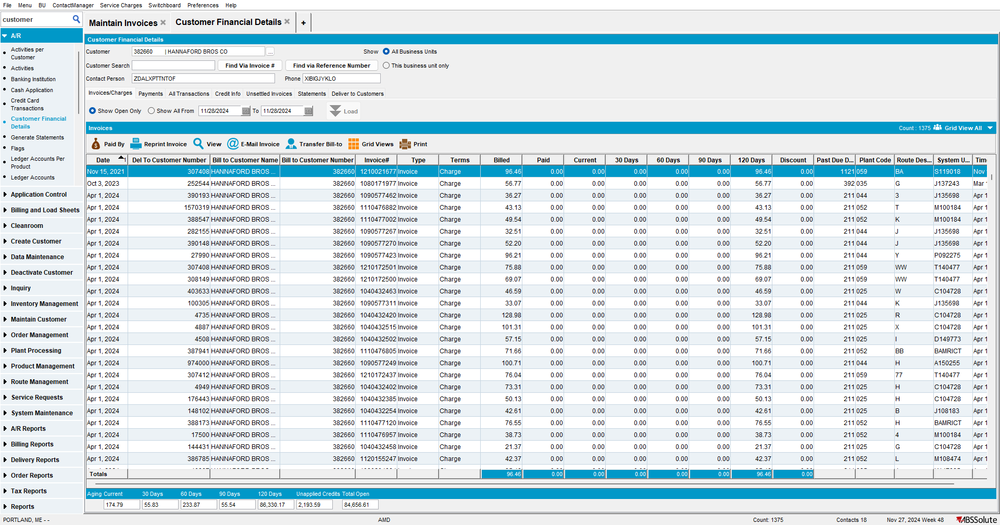 File Menu BU ContactManager Service Charges Switchboard Preferences Help
customer
Maintain Invoices Customer Financial Details +
A/R
Activities per Customer
Activities
Banking Institution
Cash Application
Credit Card Transactions
Customer Financial Details
Generate Statements
Flags
Ledger Accounts Per Product
Ledger Accounts
Application Control
Billing and Load Sheets
Cleanroom
Create Customer
Data Maintenance
Deactivate Customer
Inquiry
Inventory Management
Maintain Customer
Order Management
Plant Processing
Product Management
Route Management
Service Requests
System Maintenance
A/R Reports
Billing Reports
Delivery Reports
Order Reports
Tax Reports
Reports
Customer Financial Details
Customer 382660 | HANNAFORD BROS CO ... Show All Business Units
Customer Search Find Via Invoice # Find via Reference Number This business unit only
Contact Person ZDALXPTTNTOF Phone XIBIGJYKLO
Invoices/Charges Payments All Transactions Credit Info Unsettled Invoices Statements Deliver to Customers
Show Open Only Show All From 11/28/2024 16 To 11/28/2024 16 Load
Invoices Count : 1375 Grid View All
Paid By Reprint Invoice View E-Mail Invoice Transfer Bill-to Grid Views Print
Date 1 Del To Customer Number Bill to Customer Name Bill to Customer Number Invoice# Type Terms Billed Paid Current 30 Days 60 Days 90 Days 120 Days Discount Past Due D... Plant Code Route Des... System U... Tim
Nov 15, 2021 307408 HANNAFORD BROS ... 382660 1210021677 Invoice Charge 96.46 0.00 0.00 0.00 0.00 0.00 96.46 0.00 1121 059 BA S119018 Nov
Oct 3, 2023 252544 HANNAFORD BROS ... 382660 1080171977 Invoice Charge 56.77 0.00 0.00 0.00 0.00 0.00 56.77 0.00 392 035 G J137243 Mar 1
Apr 1, 2024 390193 HANNAFORD BROS ... 382660 1090577462 Invoice Charge 36.27 0.00 0.00 0.00 0.00 0.00 36.27 0.00 211 044 3 J135698 Apr 1
Apr 1, 2024 1570319 HANNAFORD BROS ... 382660 1110476882 Invoice Charge 43.13 0.00 0.00 0.00 0.00 0.00 43.13 0.00 211 052 T M100184 Apr 1
Apr 1, 2024 388547 HANNAFORD BROS ... 382660 1110477002 Invoice Charge 49.54 0.00 0.00 0.00 0.00 0.00 49.54 0.00 211 052 K M100184 Apr 1
Apr 1, 2024 282155 HANNAFORD BROS ... 382660 1090577267 Invoice Charge 32.51 0.00 0.00 0.00 0.00 0.00 32.51 0.00 211 044 J J135698 Apr 1
Apr 1, 2024 390148 HANNAFORD BROS ... 382660 1090577270 Invoice Charge 52.20 0.00 0.00 0.00 0.00 0.00 52.20 0.00 211 044 J J135698 Apr 1
Apr 1, 2024 27990 HANNAFORD BROS ... 382660 1090577423 Invoice Charge 96.21 0.00 0.00 0.00 0.00 0.00 96.21 0.00 211 044 Y P092275 Apr 1
Apr 1, 2024 307408 HANNAFORD BROS ... 382660 1210172501 Invoice Charge 75.88 0.00 0.00 0.00 0.00 0.00 75.88 0.00 211 059 WW T140477 Apr 1
Apr 1, 2024 308149 HANNAFORD BROS ... 382660 1210172500 Invoice Charge 69.07 0.00 0.00 0.00 0.00 0.00 69.07 0.00 211 059 WW T140477 Apr 1
Apr 1, 2024 403633 HANNAFORD BROS ... 382660 1040432463 Invoice Charge 46.59 0.00 0.00 0.00 0.00 0.00 46.59 0.00 211 025 W C104728 Apr 1
Apr 1, 2024 100305 HANNAFORD BROS ... 382660 1090577311 Invoice Charge 33.07 0.00 0.00 0.00 0.00 0.00 33.07 0.00 211 044 K J135698 Apr 1
Apr 1, 2024 4735 HANNAFORD BROS ... 382660 1040432420 Invoice Charge 128.98 0.00 0.00 0.00 0.00 0.00 128.98 0.00 211 025 R C104728 Apr 1
Apr 1, 2024 4887 HANNAFORD BROS ... 382660 1040432515 Invoice Charge 101.31 0.00 0.00 0.00 0.00 0.00 101.31 0.00 211 025 X C104728 Apr 1
Apr 1, 2024 4508 HANNAFORD BROS ... 382660 1040432502 Invoice Charge 57.15 0.00 0.00 0.00 0.00 0.00 57.15 0.00 211 025 I D149773 Apr 1
Apr 1, 2024 387941 HANNAFORD BROS ... 382660 1110476805 Invoice Charge 71.66 0.00 0.00 0.00 0.00 0.00 71.66 0.00 211 052 BB BAMRICT Apr 1
Apr 1, 2024 974000 HANNAFORD BROS ... 382660 1090577249 Invoice Charge 100.71 0.00 0.00 0.00 0.00 0.00 100.71 0.00 211 044 H A150255 Apr 1
Apr 1, 2024 307412 HANNAFORD BROS ... 382660 1210172437 Invoice Charge 76.04 0.00 0.00 0.00 0.00 0.00 76.04 0.00 211 059 77 T140477 Apr 1
Apr 1, 2024 4949 HANNAFORD BROS ... 382660 1040432402 Invoice Charge 73.31 0.00 0.00 0.00 0.00 0.00 73.31 0.00 211 025 H C104728 Apr 1
Apr 1, 2024 176443 HANNAFORD BROS ... 382660 1040432385 Invoice Charge 50.13 0.00 0.00 0.00 0.00 0.00 50.13 0.00 211 025 H C104728 Apr 1
Apr 1, 2024 148102 HANNAFORD BROS ... 382660 1040432254 Invoice Charge 42.61 0.00 0.00 0.00 0.00 0.00 42.61 0.00 211 025 B J108183 Apr 1
Apr 1, 2024 388173 HANNAFORD BROS ... 382660 1110477120 Invoice Charge 76.55 0.00 0.00 0.00 0.00 0.00 76.55 0.00 211 052 H BAMRICT Apr 1
Apr 1, 2024 17500 HANNAFORD BROS ... 382660 1110476957 Invoice Charge 38.73 0.00 0.00 0.00 0.00 0.00 38.73 0.00 211 052 4 M100184 Apr 1
Apr 1, 2024 144431 HANNAFORD BROS ... 382660 1040432458 Invoice Charge 21.37 0.00 0.00 0.00 0.00 0.00 21.37 0.00 211 025 G C104728 Apr 1
Apr 1, 2024 386785 HANNAFORD BROS ... 382660 1120155247 Invoice Charge 42.37 0.00 0.00 0.00 0.00 0.00 42.37 0.00 211 052 L M108474 Apr 1
Totals 96.46 0.00 0.00 0.00 0.00 0.00 96.46 0.00
Aging Current 30 Days 60 Days 90 Days 120 Days Unapplied Credits Total Open
174.79 55.83 233.87 55.54 86,330.17 2,193.59 84,656.61
PORTLAND, ME - - AMD Count: 1375 Contacts 18 Nov 27, 2024 Week 48 ABSSolute